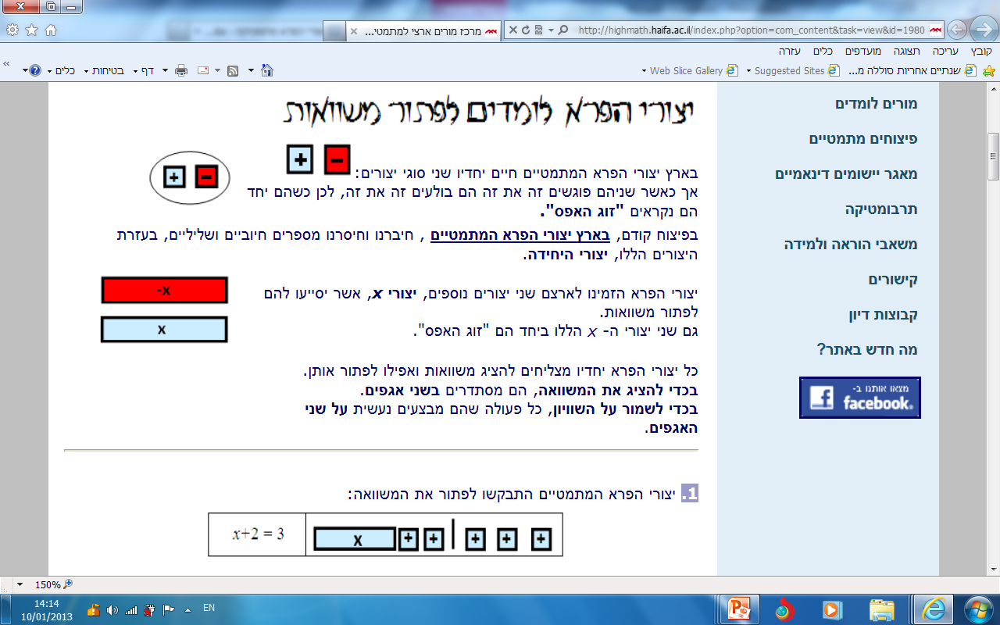 http://highmath.haifa.ac.il/index.php?option=com_content&task=view&id=1980
מרכז מורים ארצי למתמטי...
קובץ עריכה תצוגה מועדפים כלים עזרה
שנתיים אחריות סוללה מ... Suggested Sites Web Slice Gallery
דף בטיחות כלים
מורים לומדים
פיצוחים מתמטיים
מאגר יישומים דינאמיים
תרבומטיקה
משאבי הוראה ולמידה
קישורים
קבוצות דיון
מה חדש באתר?
מצאו אותנו ב-
facebook
יצורי הפרא לומדים לפתור משוואות
בארץ יצורי הפרא המתמטיים חיים יחדיו שני סוגי יצורים: + -
+ -
אך כאשר שניהם פוגשים זה את זה הם בולעים זה את זה, לכן כשהם יחד
הם נקראים "זוג האפס".
בפיצוח קודם, בארץ יצורי הפרא המתמטיים , חיברנו וחיסרנו מספרים חיוביים ושליליים, בעזרת
היצורים הללו, יצורי היחידה.
יצורי הפרא הזמינו לארצם שני יצורים נוספים, יצורי x, אשר יסייעו להם
לפתור משוואות.
גם שני יצורי ה- x הללו ביחד הם "זוג האפס".
-x
x
כל יצורי הפרא יחדיו מצליחים להציג משוואות ואפילו לפתור אותן.
בכדי להציג את המשוואה, הם מסתדרים בשני אגפים.
בכדי לשמור על השוויון, כל פעולה שהם מבצעים נעשית על שני
האגפים.
1. יצורי הפרא המתמטיים התבקשו לפתור את המשוואה:
x+2 = 3
X + + | + + +
150%
EN
14:14
10/01/2013